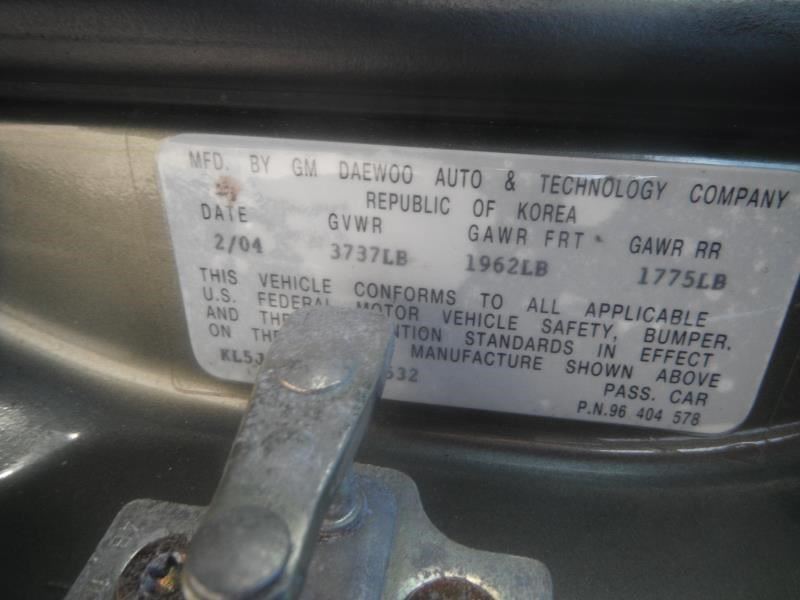 MFD. BY GM DAEWOO AUTO & TECHNOLOGY COMPANY
REPUBLIC OF KOREA
DATE GVWR GAWR FRT GAWR RR
2/04 3737LB 1962LB 1775LB
THIS VEHICLE CONFORMS TO ALL APPLICABLE
U.S. FEDERAL MOTOR VEHICLE SAFETY, BUMPER.
AND STANDARDS IN EFFECT
ON MANUFACTURE SHOWN ABOVE
PASS. CAR
P.N.96 404 578